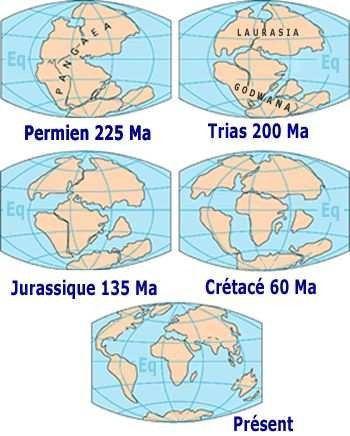 Eq
PANGAEA
Permien 225 Ma
Eq
LAURASIA
GODWANA
Trias 200 Ma
Eq
Jurassique 135 Ma
Eq
Crétacé 60 Ma
Eq
Présent